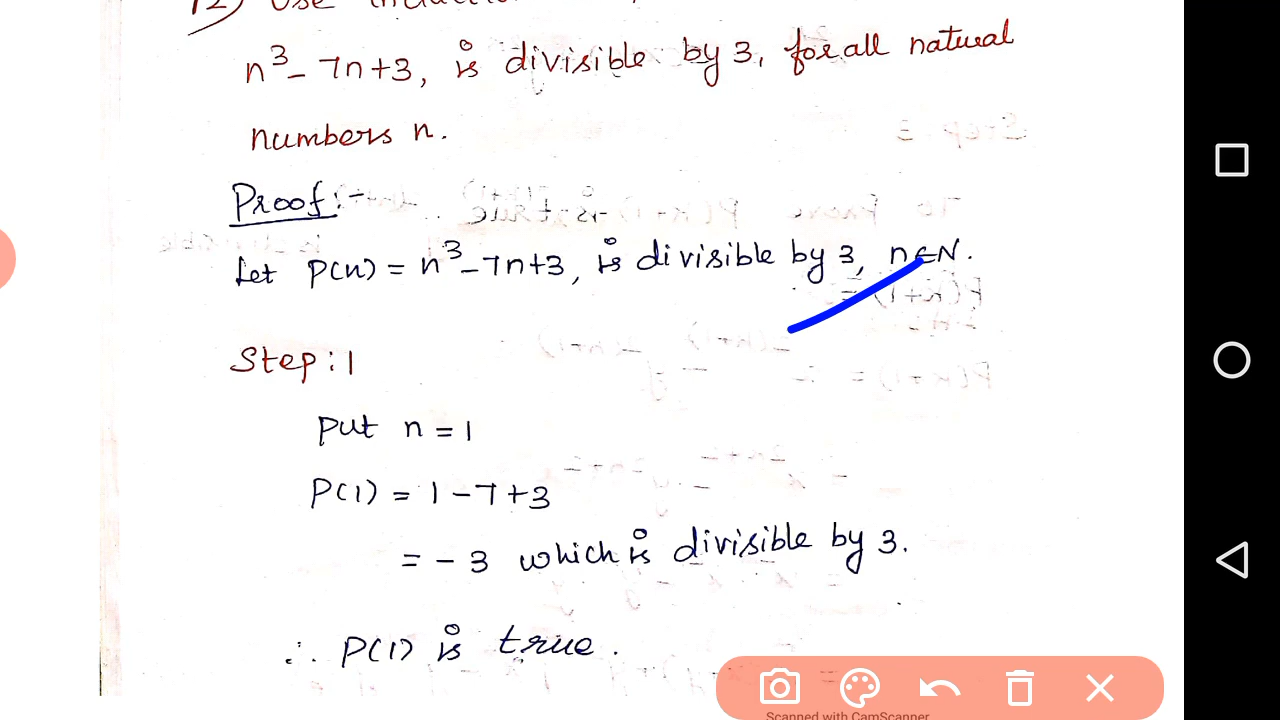 12) Use
n³ - 7n + 3, is divisible by 3, for all natural
numbers n.
Proof :-
Let P(n) = n³ - 7n + 3, is divisible by 3, n ∈ N.
Step : 1
Put n = 1
P(1) = 1 - 7 + 3
= - 3 which is divisible by 3.
∴ P(1) is true.
Scanned with CamScanner